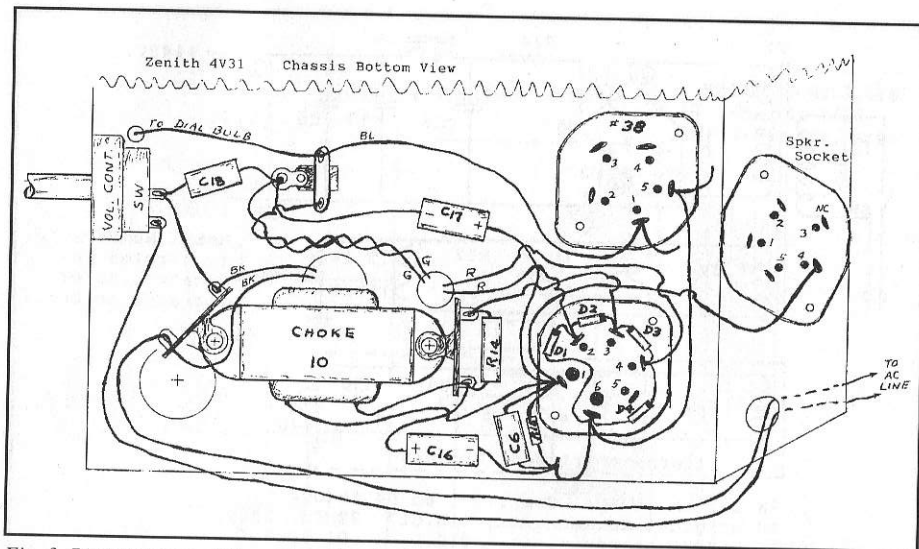 Zenith 4V31 Chassis Bottom View
TO DIAL BULB
BL
#38
Spkr.
Socket
VOL. CONT.
SW
C18
C17
- +
3
4
2
5
1
NC
2
3
1
5
4
BK
BK
G
G
R
R
CHOKE
10
R14
D2
D1
D3
2
3
4
1
6
5
D4
C6
C16
+ -
TO
AC
LINE